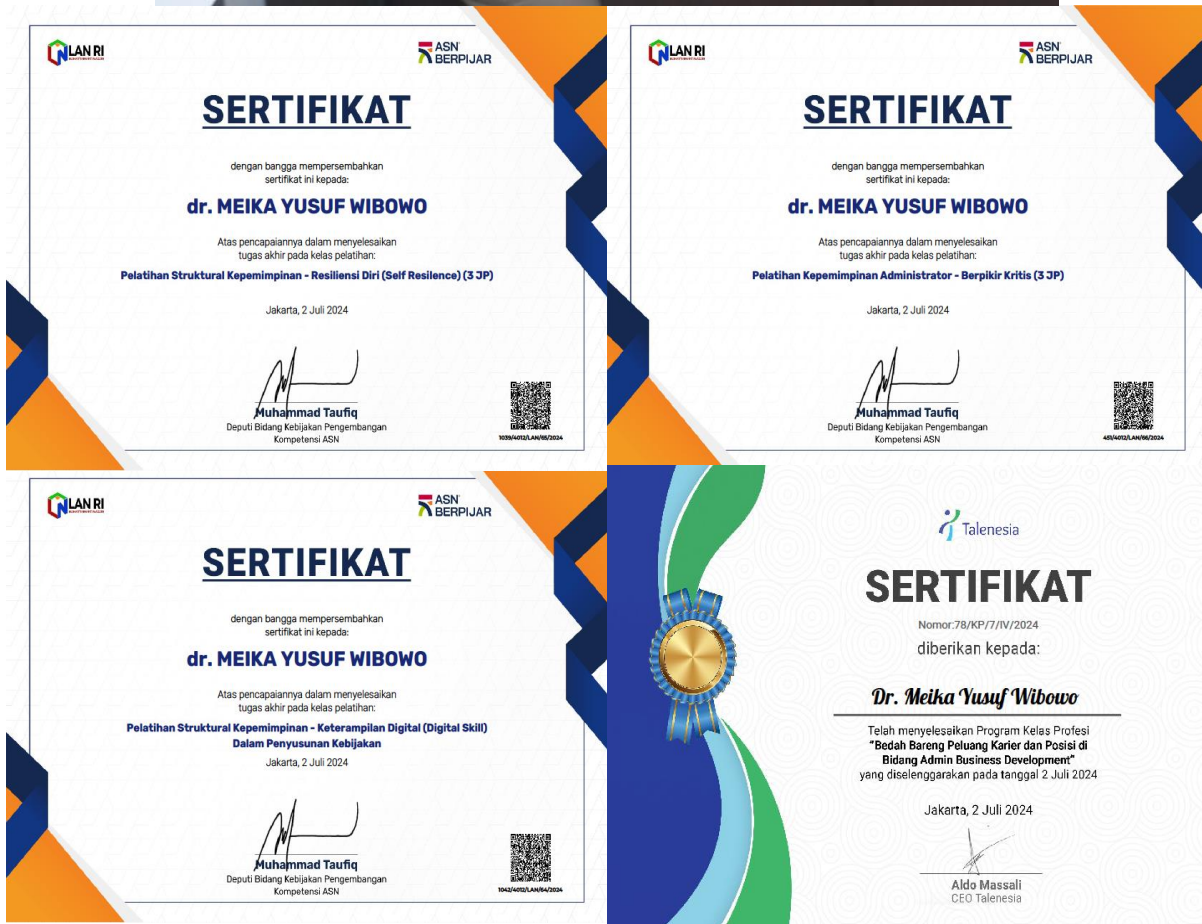 LAN RI
ASN
BERPIJAR
SERTIFIKAT
dengan bangga mempersembahkan
sertifikat ini kepada:
dr. MEIKA YUSUF WIBOWO
Atas pencapaiannya dalam menyelesaikan
tugas akhir pada kelas pelatihan:
Pelatihan Struktural Kepemimpinan - Resiliensi Diri (Self Resilence) (3 JP)
Jakarta, 2 Juli 2024
Muhammad Taufiq
Deputi Bidang Kebijakan Pengembangan
Kompetensi ASN
1039/4012/LAN/65/2024
LAN RI
ASN
BERPIJAR
SERTIFIKAT
dengan bangga mempersembahkan
sertifikat ini kepada:
dr. MEIKA YUSUF WIBOWO
Atas pencapaiannya dalam menyelesaikan
tugas akhir pada kelas pelatihan:
Pelatihan Kepemimpinan Administrator - Berpikir Kritis (3 JP)
Jakarta, 2 Juli 2024
Muhammad Taufiq
Deputi Bidang Kebijakan Pengembangan
Kompetensi ASN
451/4012/LAN/66/2024
LAN RI
ASN
BERPIJAR
SERTIFIKAT
dengan bangga mempersembahkan
sertifikat ini kepada:
dr. MEIKA YUSUF WIBOWO
Atas pencapaiannya dalam menyelesaikan
tugas akhir pada kelas pelatihan:
Pelatihan Struktural Kepemimpinan - Keterampilan Digital (Digital Skill)
Dalam Penyusunan Kebijakan
Jakarta, 2 Juli 2024
Muhammad Taufiq
Deputi Bidang Kebijakan Pengembangan
Kompetensi ASN
1042/4012/LAN/64/2024
Talenesia
SERTIFIKAT
Nomor:78/KP/7/IV/2024
diberikan kepada:
Dr. Meika Yusuf Wibowo
Telah menyelesaikan Program Kelas Profesi
"Bedah Bareng Peluang Karier dan Posisi di
Bidang Admin Business Development"
yang diselenggarakan pada tanggal 2 Juli 2024
Jakarta, 2 Juli 2024
Aldo Massali
CEO Talenesia